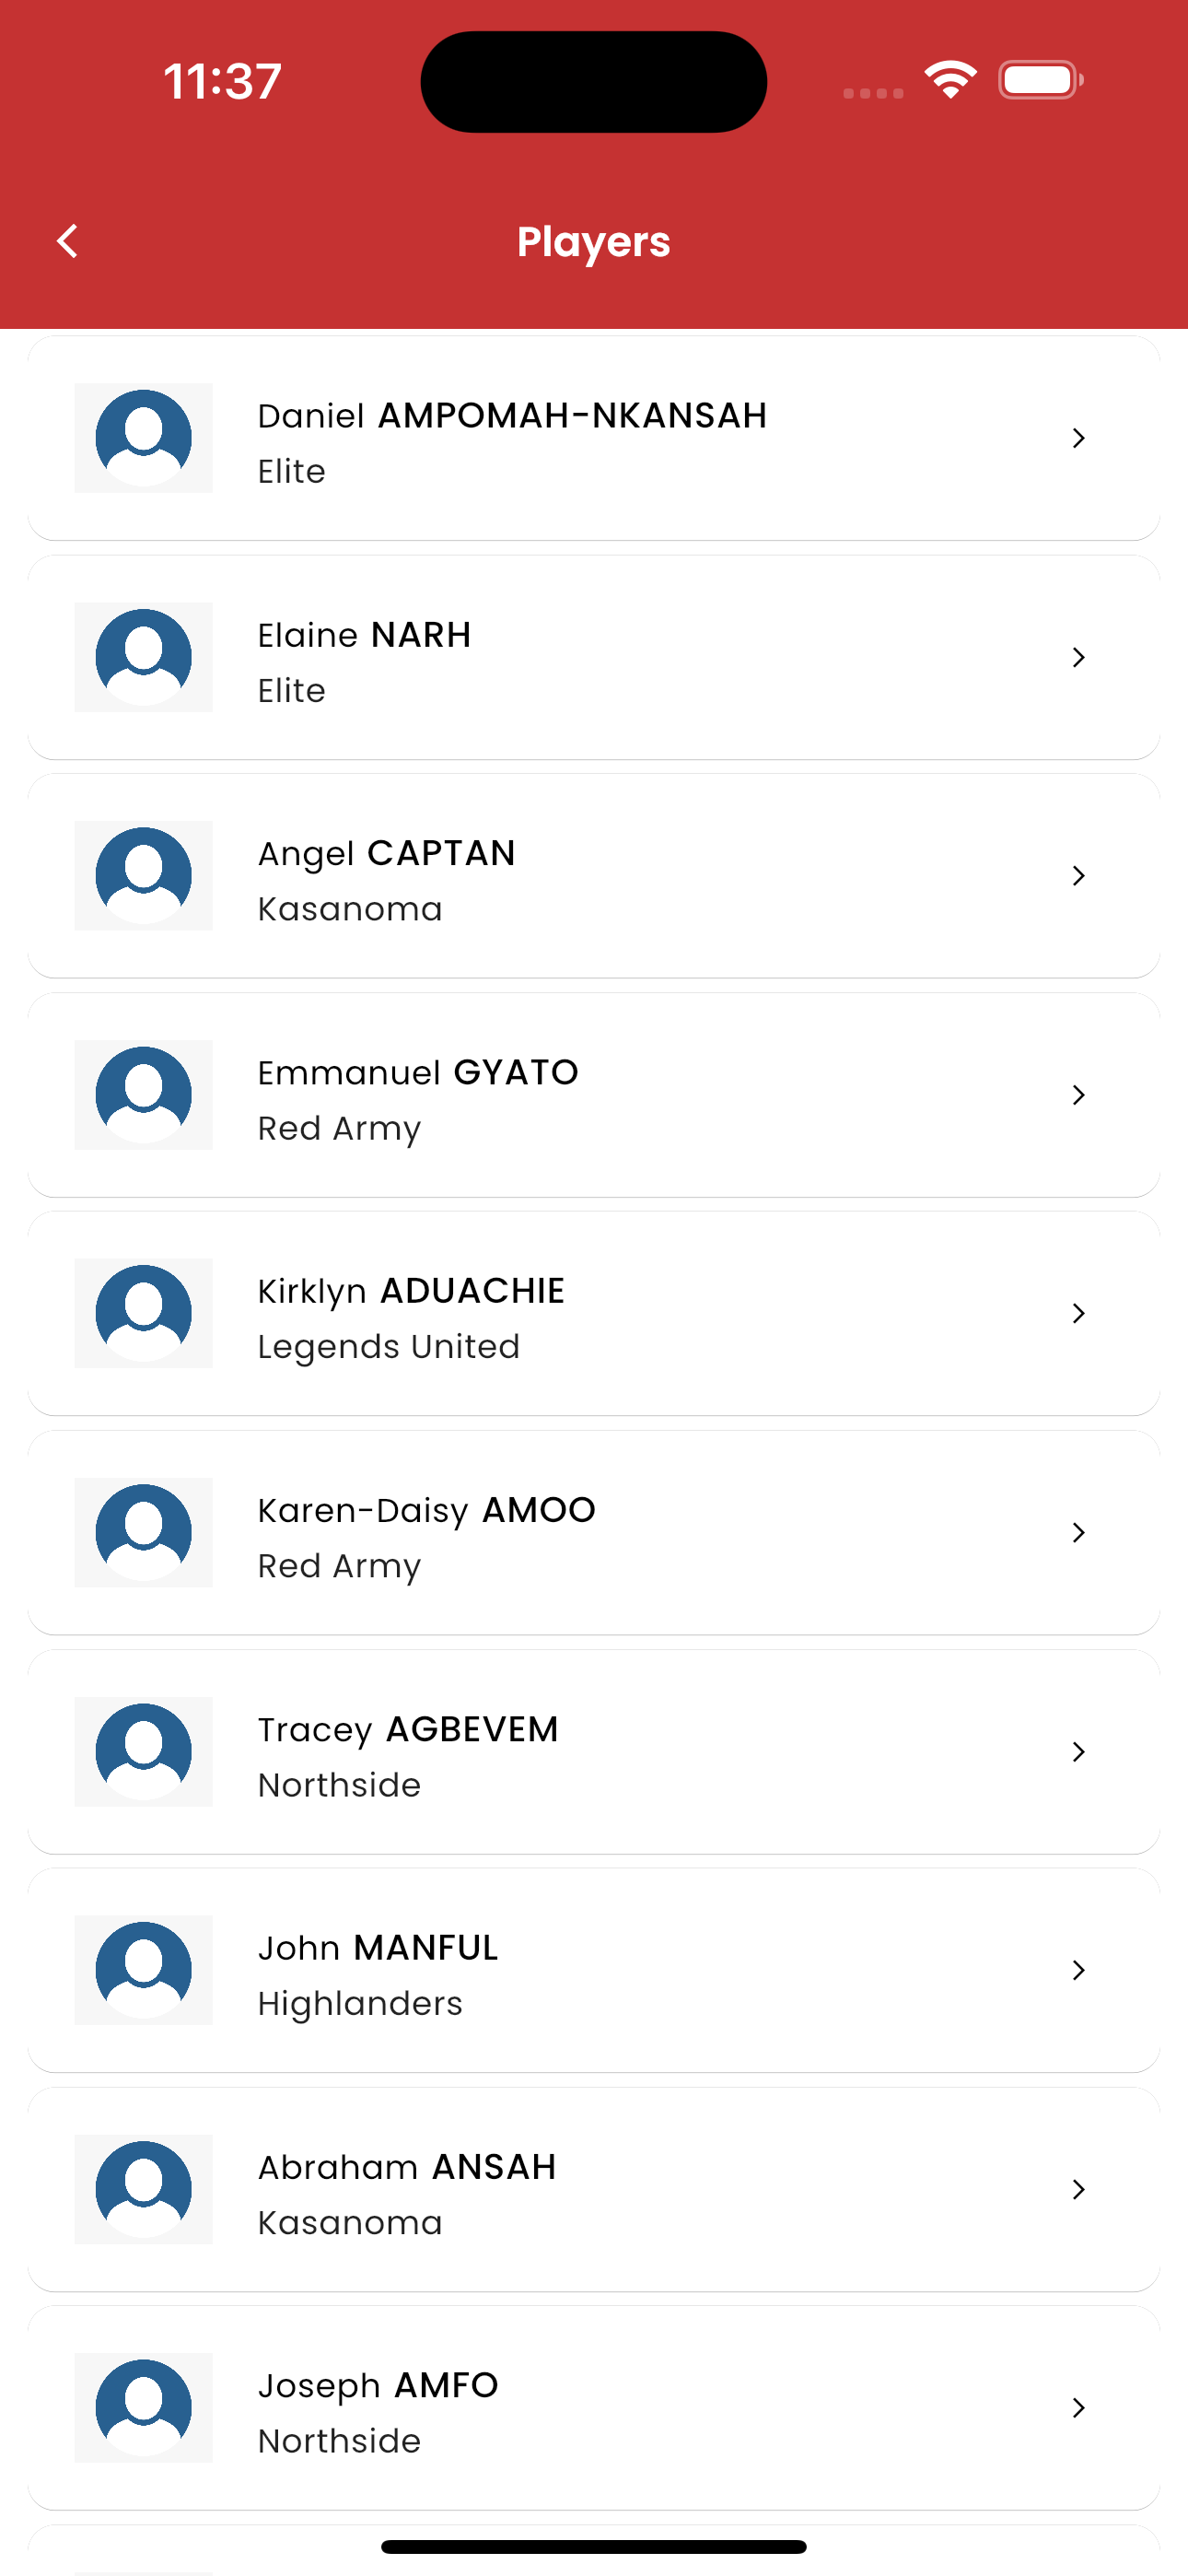 11:37
Players
Daniel AMPOMAH-NKANSAH
Elite
Elaine NARH
Elite
Angel CAPTAN
Kasanoma
Emmanuel GYATO
Red Army
Kirklyn ADUACHIE
Legends United
Karen-Daisy AMOO
Red Army
Tracey AGBEVEM
Northside
John MANFUL
Highlanders
Abraham ANSAH
Kasanoma
Joseph AMFO
Northside